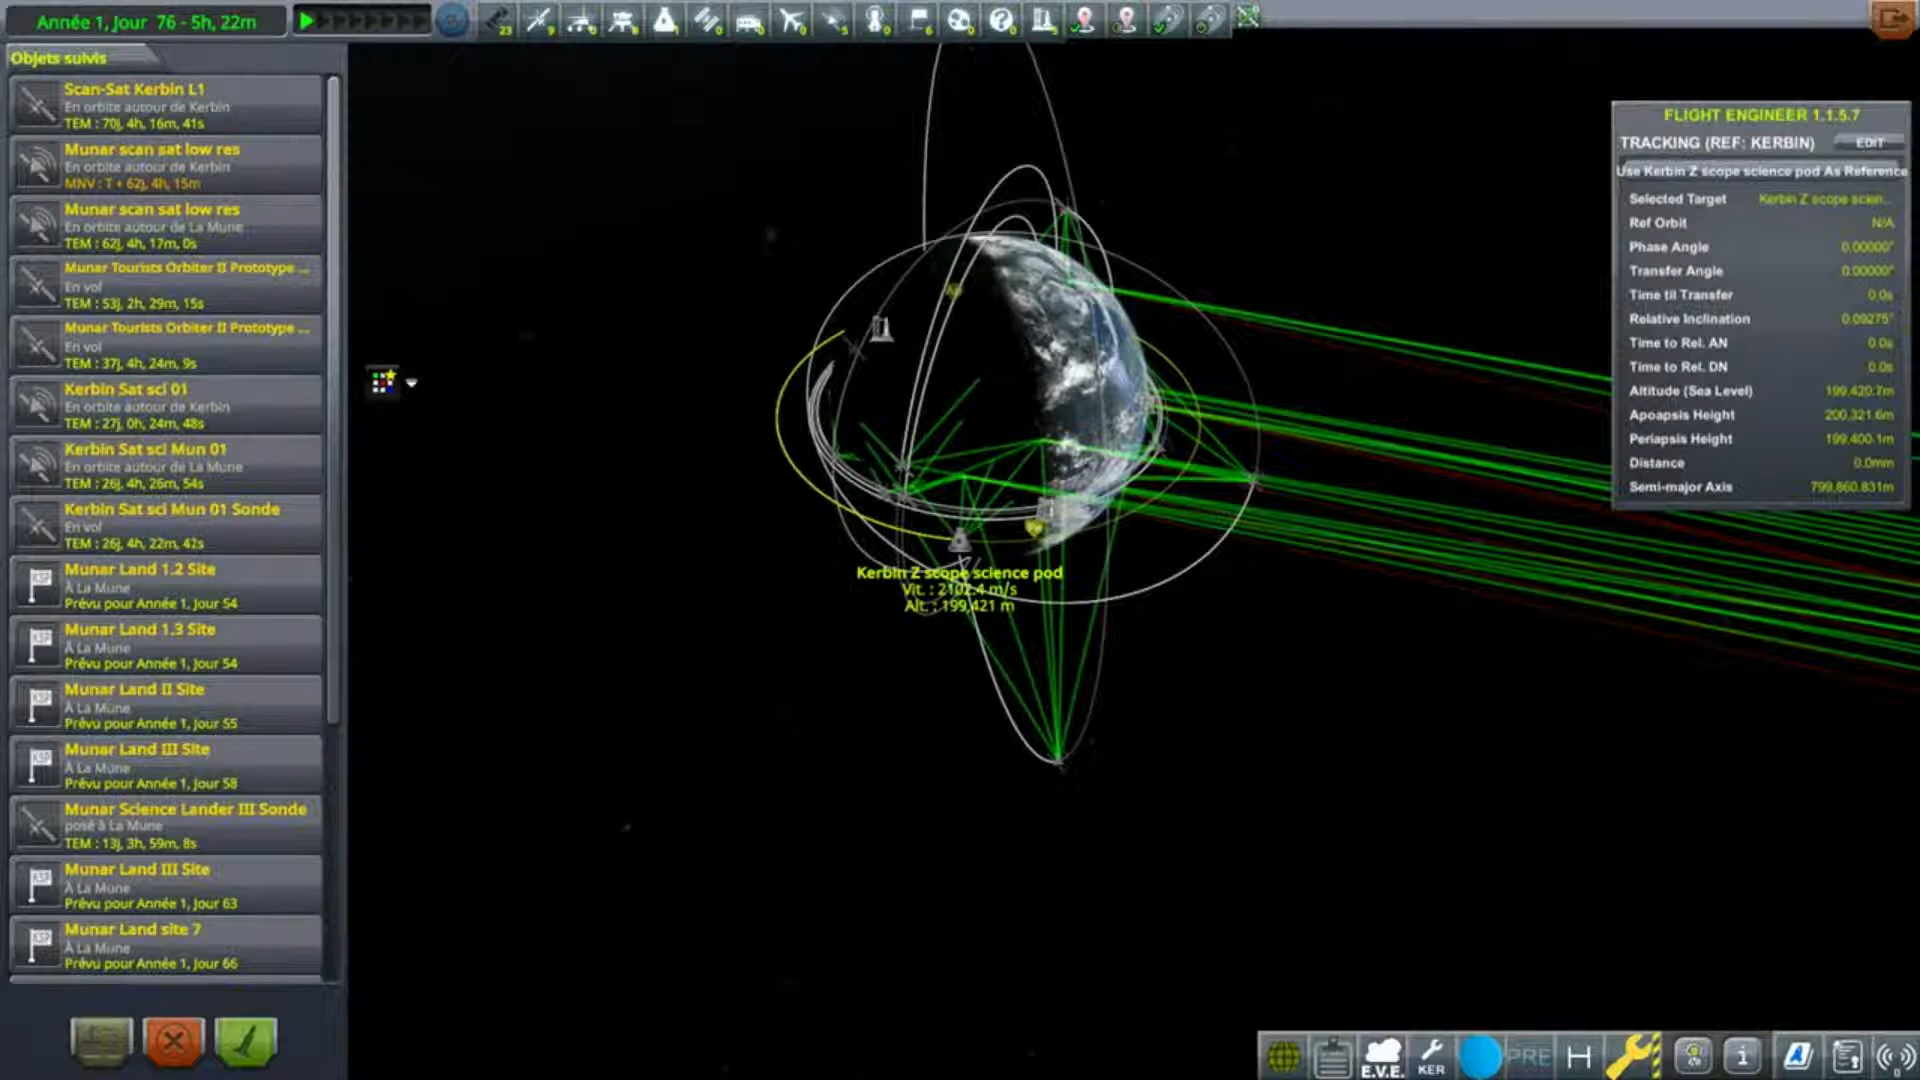 Année 1, Jour 76 - 5h, 22m
Objets suivis
Scan-Sat Kerbin L1
En orbite autour de Kerbin
TEM : 70j, 4h, 16m, 41s
Munar scan sat low res
En orbite autour de Kerbin
MNV : T + 62j, 4h, 15m
Munar scan sat low res
En orbite autour de La Mune
TEM : 62j, 4h, 17m, 0s
Munar Tourists Orbiter II Prototype ...
En vol
TEM : 53j, 2h, 29m, 15s
Munar Tourists Orbiter II Prototype ...
En vol
TEM : 37j, 4h, 24m, 9s
Kerbin Sat sci 01
En orbite autour de Kerbin
TEM : 27j, 0h, 24m, 48s
Kerbin Sat sci Mun 01
En orbite autour de La Mune
TEM : 26j, 4h, 26m, 54s
Kerbin Sat sci Mun 01 Sonde
En vol
TEM : 26j, 4h, 22m, 42s
Munar Land 1.2 Site
À La Mune
Prévu pour Année 1, Jour 54
Munar Land 1.3 Site
À La Mune
Prévu pour Année 1, Jour 54
Munar Land II Site
À La Mune
Prévu pour Année 1, Jour 55
Munar Land III Site
À La Mune
Prévu pour Année 1, Jour 58
Munar Science Lander III Sonde
posé à La Mune
TEM : 13j, 3h, 59m, 8s
Munar Land III Site
À La Mune
Prévu pour Année 1, Jour 63
Munar Land site 7
À La Mune
Prévu pour Année 1, Jour 66
Kerbin Z scope science pod
Vit. : 2102.4 m/s
Alt. : 199,421 m
FLIGHT ENGINEER 1.1.5.7
TRACKING (REF: KERBIN) EDIT
Use Kerbin Z scope science pod As Reference
Selected Target Kerbin Z scope scien...
Ref Orbit N/A
Phase Angle 0.00000°
Transfer Angle 0.00000°
Time til Transfer 0.0s
Relative Inclination 0.09275°
Time to Rel. AN 0.0s
Time to Rel. DN 0.0s
Altitude (Sea Level) 199,420.7m
Apoapsis Height 200,321.6m
Periapsis Height 199,400.1m
Distance 0.0mm
Semi-major Axis 799,860.831m
E.V.E. KER PRE